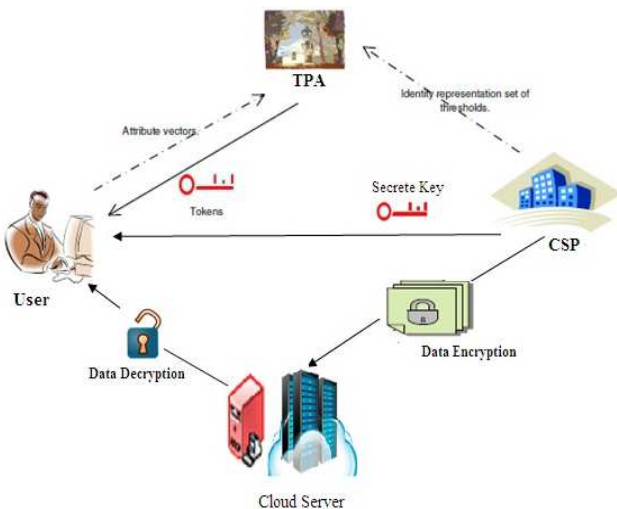 TPA
Identity representation set of
thresholds.
Attribute vectors.
Secrete Key
Tokens
CSP
User
Data Encryption
Data Decryption
Cloud Server